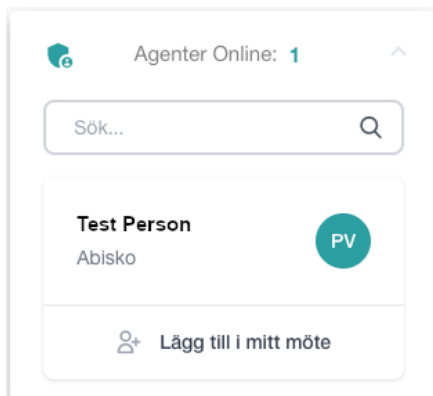 Agenter Online: 1
Sök...
Test Person
Abisko
PV
Lägg till i mitt möte